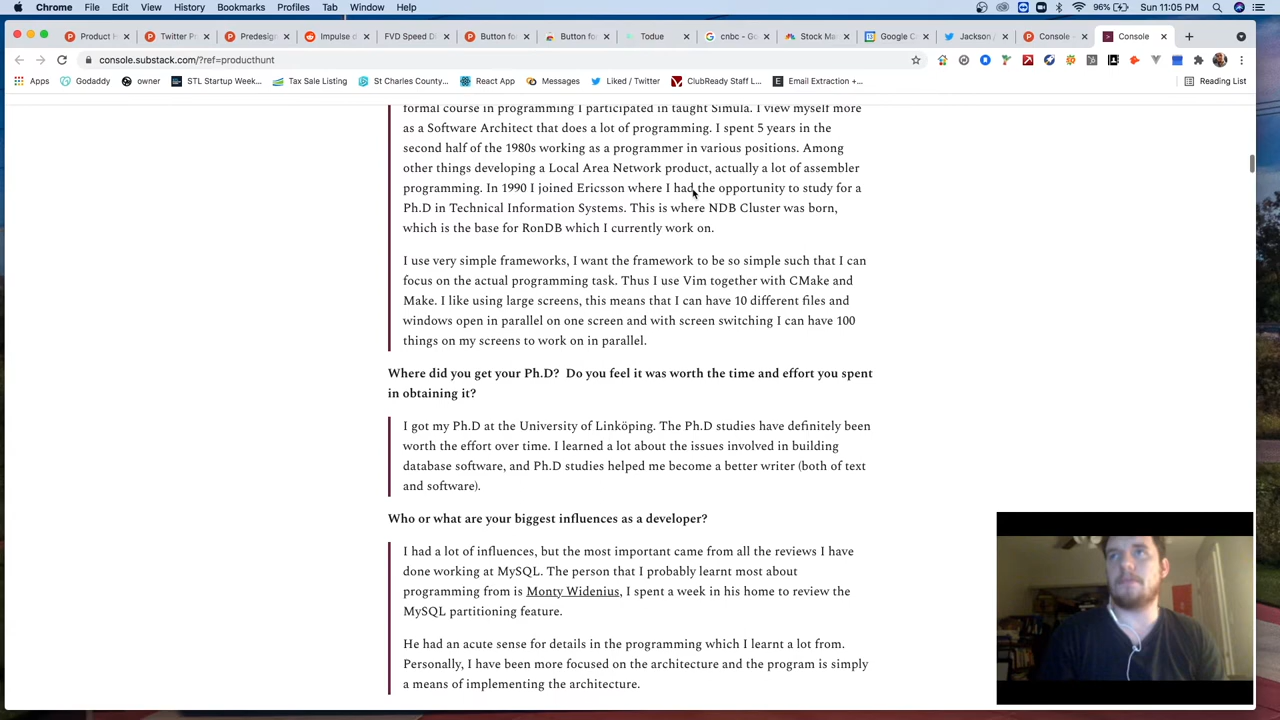 Chrome File Edit View History Bookmarks Profiles Tab Window Help 96% Sun 11:05 PM
Product H Twitter Po Predesign Impulse d FVD Speed D Button for Button for Todue cnbc - Go Stock Ma Google C Jackson Console - Console
console.substack.com/?ref=producthunt
Apps Godaddy owner STL Startup Week... Tax Sale Listing St Charles County... React App Messages Liked / Twitter ClubReady Staff L... Email Extraction +... Reading List
formal course in programming I participated in taught Simula. I view myself more
as a Software Architect that does a lot of programming. I spent 5 years in the
second half of the 1980s working as a programmer in various positions. Among
other things developing a Local Area Network product, actually a lot of assembler
programming. In 1990 I joined Ericsson where I had the opportunity to study for a
Ph.D in Technical Information Systems. This is where NDB Cluster was born,
which is the base for RonDB which I currently work on.
I use very simple frameworks, I want the framework to be so simple such that I can
focus on the actual programming task. Thus I use Vim together with CMake and
Make. I like using large screens, this means that I can have 10 different files and
windows open in parallel on one screen and with screen switching I can have 100
things on my screens to work on in parallel.
Where did you get your Ph.D? Do you feel it was worth the time and effort you spent
in obtaining it?
I got my Ph.D at the University of Linköping. The Ph.D studies have definitely been
worth the effort over time. I learned a lot about the issues involved in building
database software, and Ph.D studies helped me become a better writer (both of text
and software).
Who or what are your biggest influences as a developer?
I had a lot of influences, but the most important came from all the reviews I have
done working at MySQL. The person that I probably learnt most about
programming from is Monty Widenius, I spent a week in his home to review the
MySQL partitioning feature.
He had an acute sense for details in the programming which I learnt a lot from.
Personally, I have been more focused on the architecture and the program is simply
a means of implementing the architecture.